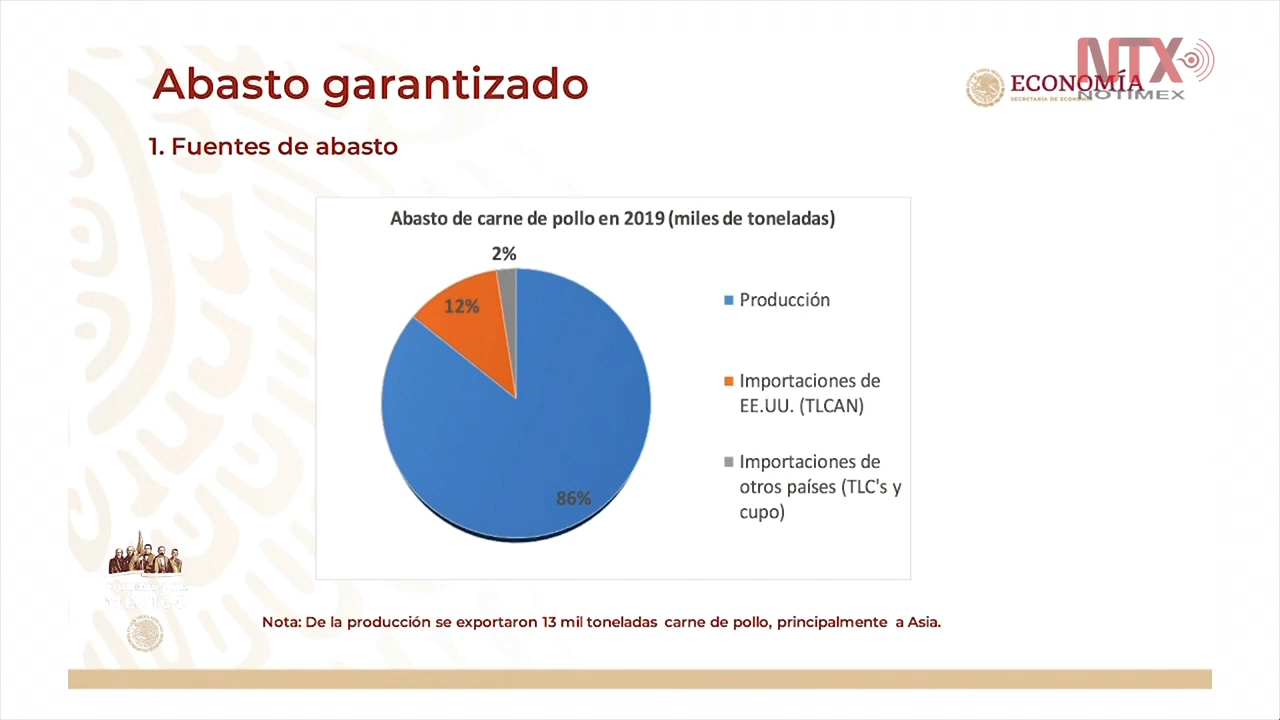 Abasto garantizado
NTX
NOTIMEX
ECONOMÍA
SECRETARÍA DE ECONOMÍA
1. Fuentes de abasto
Abasto de carne de pollo en 2019 (miles de toneladas)
2%
12%
86%
Producción
Importaciones de
EE.UU. (TLCAN)
Importaciones de
otros países (TLC's y
cupo)
Nota: De la producción se exportaron 13 mil toneladas carne de pollo, principalmente a Asia.